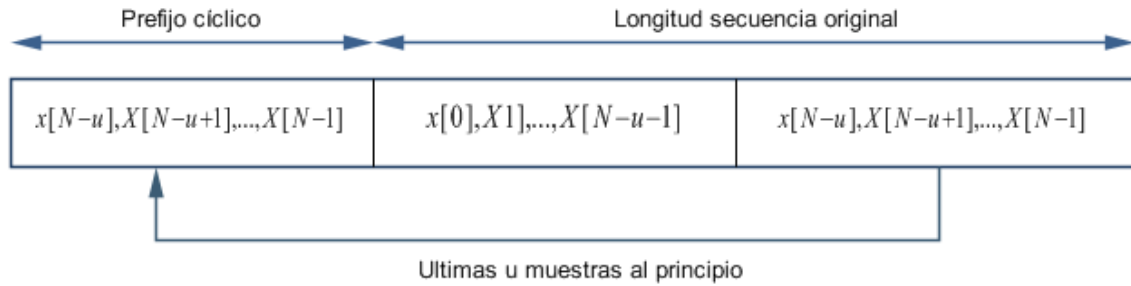 Prefijo cíclico Longitud secuencia original
x[N−u],X[N−u+1],...,X[N−1] x[0],X1],...,X[N−u−1] x[N−u],X[N−u+1],...,X[N−1]
Ultimas u muestras al principio